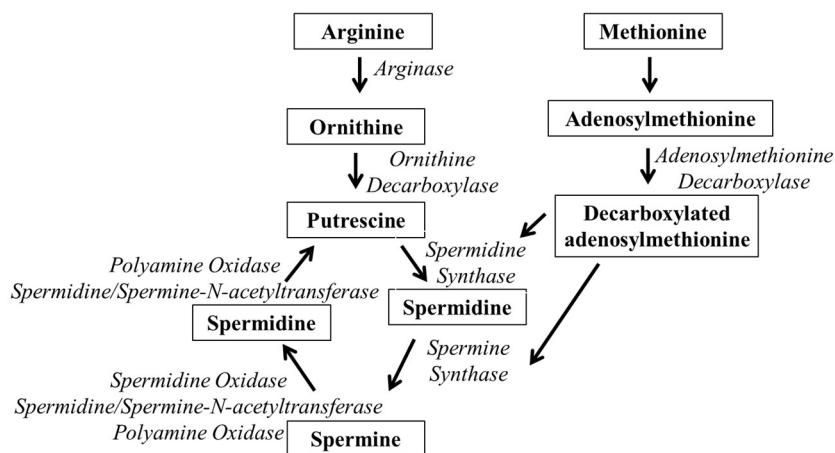 Arginine
Methionine
Arginase
Ornithine
Adenosylmethionine
Ornithine
Decarboxylase
Adenosylmethionine
Decarboxylase
Putrescine
Decarboxylated
adenosylmethionine
Spermidine
Synthase
Polyamine Oxidase
Spermidine/Spermine-N-acetyltransferase
Spermidine
Spermidine
Spermine
Synthase
Spermidine Oxidase
Spermidine/Spermine-N-acetyltransferase
Polyamine Oxidase
Spermine